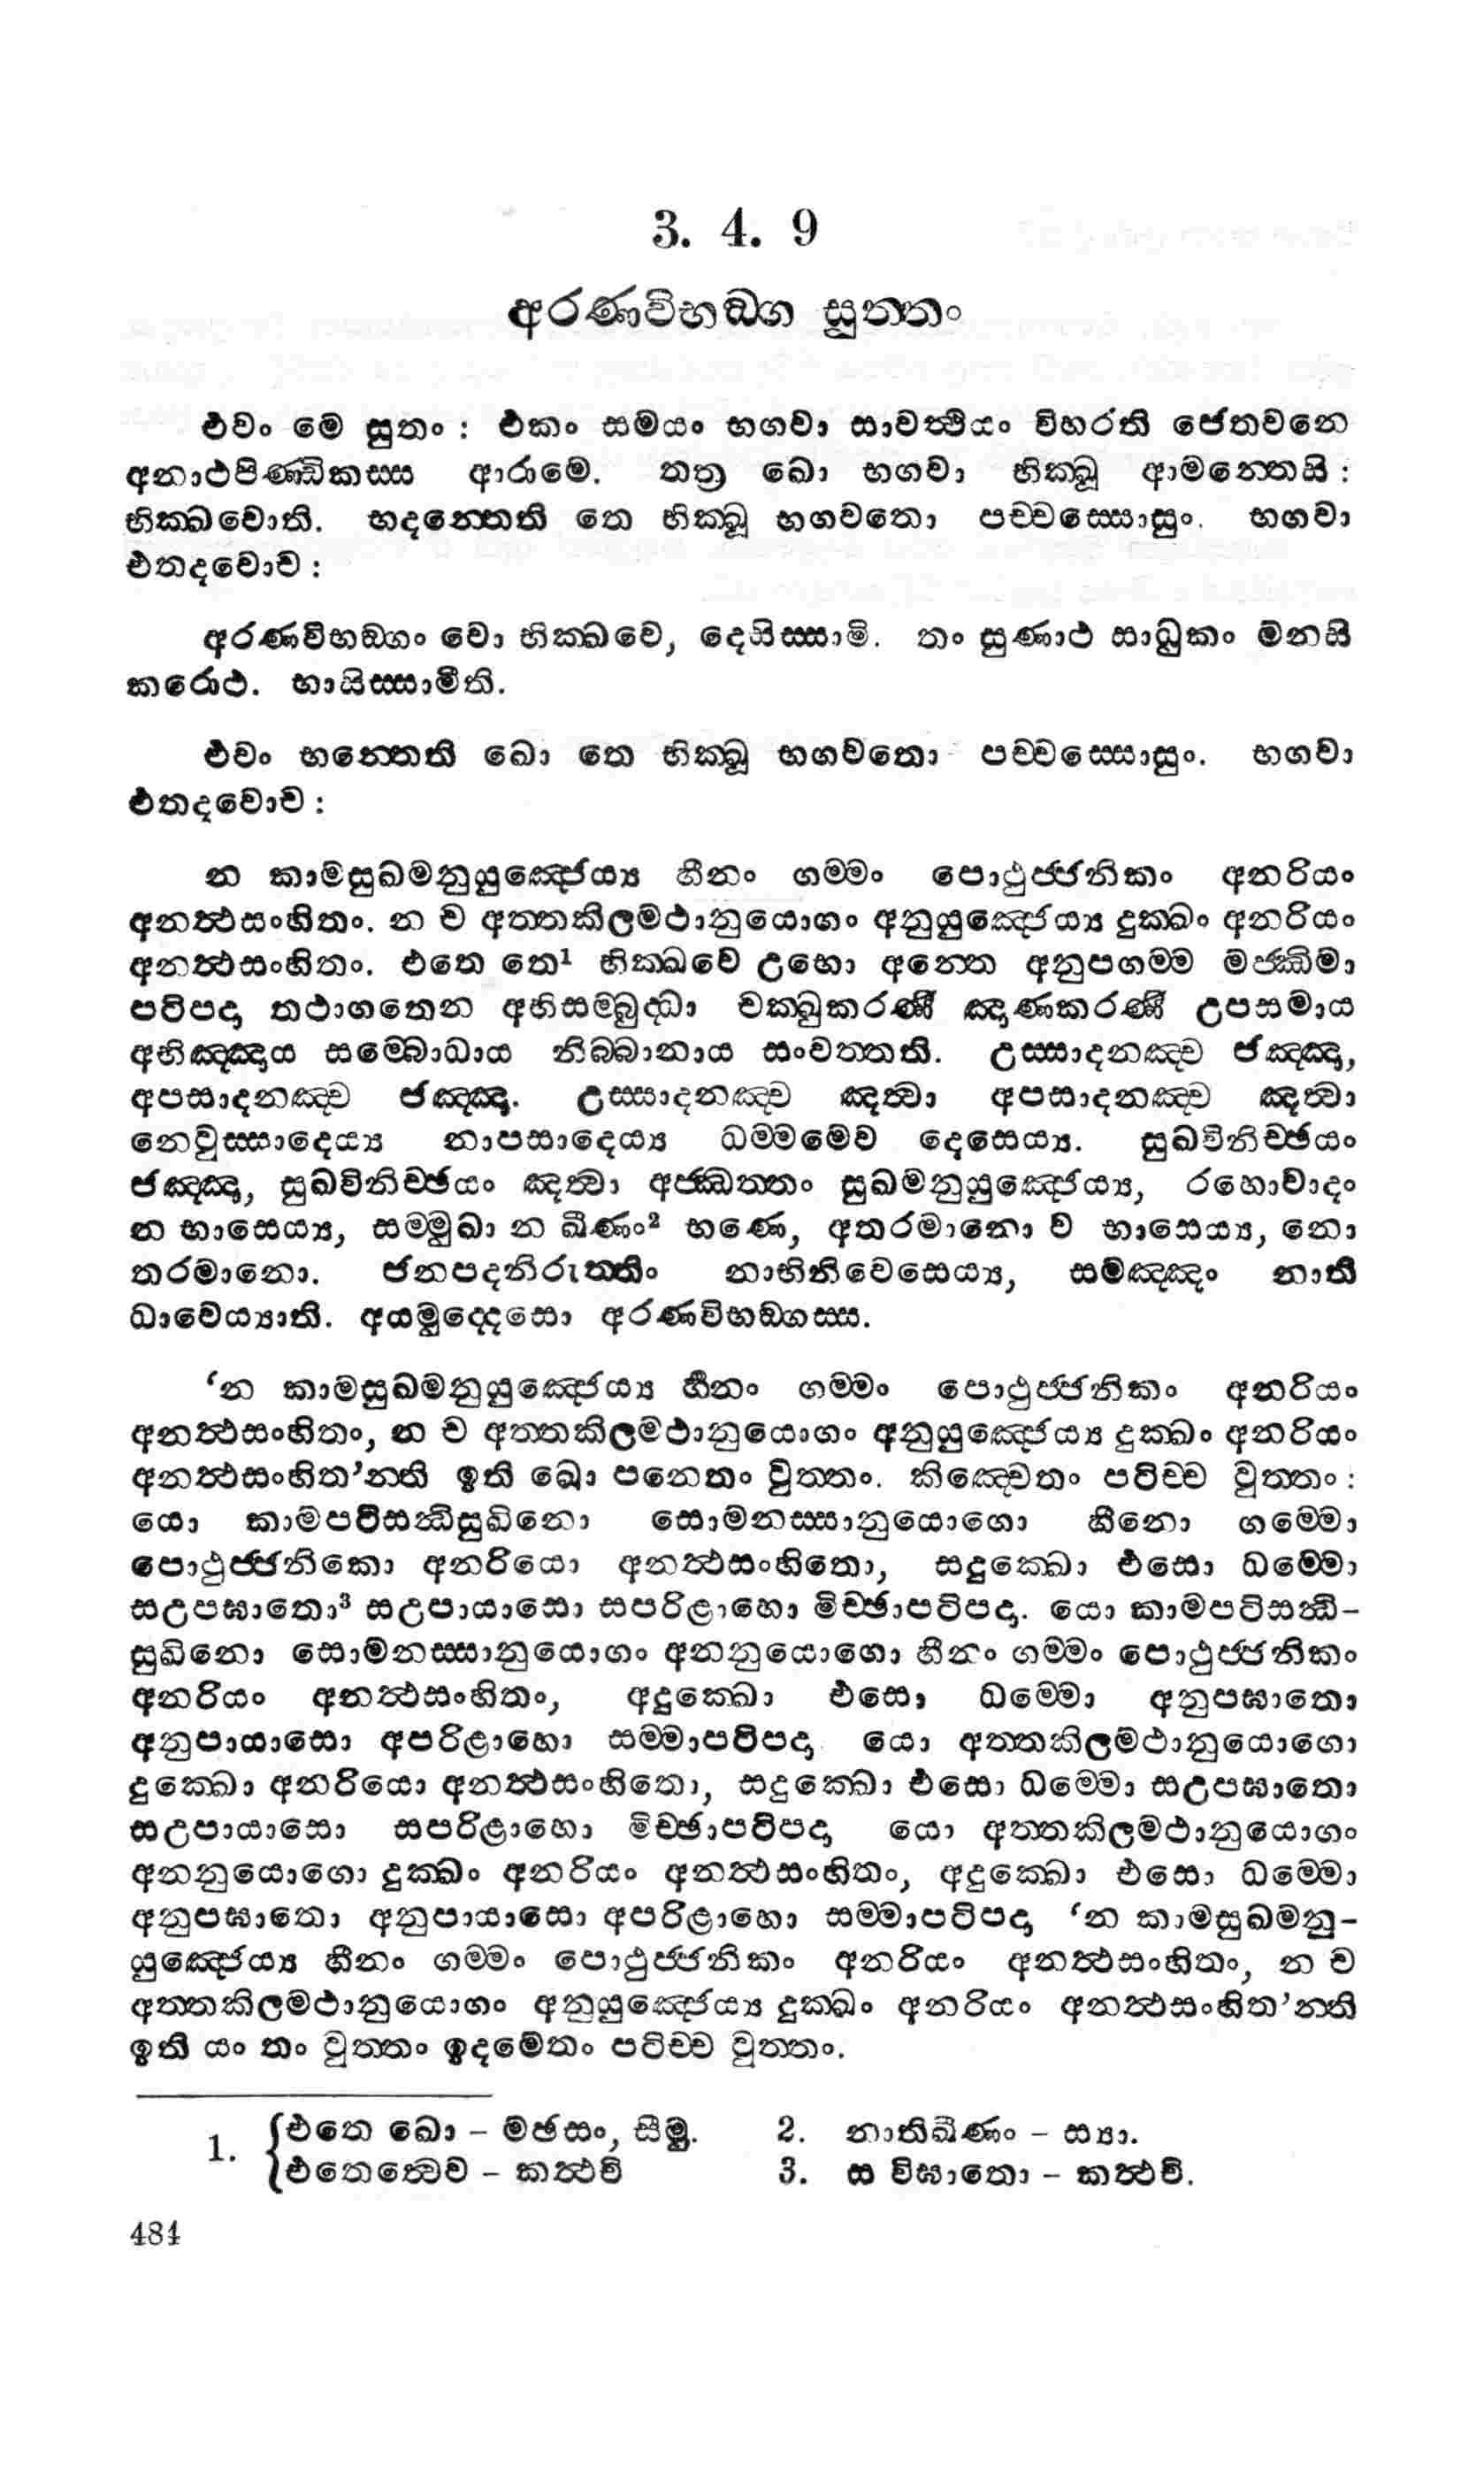 3. 4. 9
අරණවිභඞ්ග සුත්තං
එවං මෙ සුතං : එකං සමයං භගවා සාවත්ථියං විහරති ජෙතවනෙ
අනාථපිණ්ඩිකස්ස ආරාමෙ. තත්‍ර ඛො භගවා භික්ඛූ ආමන්තෙසි :
භික්ඛවොති. භදන්තෙති තෙ භික්ඛූ භගවතො පච්චස්සොසුං. භගවා
එතදවොච :
අරණවිභඞ්ගං වො භික්ඛවෙ, දෙසිස්සාමි. තං සුණාථ සාධුකං මනසි
කරොථ. භාසිස්සාමීති.
එවං භන්තෙති ඛො තෙ භික්ඛූ භගවතො පච්චස්සොසුං. භගවා
එතදවොච :
න කාමසුඛමනුයුඤ්ජෙය්‍ය හීනං ගම්මං පොථුජ්ජනිකං අනරියං
අනත්ථසංහිතං. න ච අත්තකිලමථානුයොගං අනුයුඤ්ජෙය්‍ය දුක්ඛං අනරියං
අනත්ථසංහිතං. එතෙ තෙ¹ භික්ඛවෙ උභො අන්තෙ අනුපගම්ම මජ්ඣිමා
පටිපදා තථාගතෙන අභිසම්බුද්ධා චක්ඛුකරණී ඤාණකරණී උපසමාය
අභිඤ්ඤාය සම්බොධාය නිබ්බානාය සංවත්තති. උස්සාදනඤ්ච ජඤ්ඤා,
අපසාදනඤ්ච ජඤ්ඤා. උස්සාදනඤ්ච ඤත්වා අපසාදනඤ්ච ඤත්වා
නෙවුස්සාදෙය්‍ය නාපසාදෙය්‍ය ධම්මමෙව දෙසෙය්‍ය. සුඛවිනිච්ඡයං
ජඤ්ඤා, සුඛවිනිච්ඡයං ඤත්වා අජ්ඣත්තං සුඛමනුයුඤ්ජෙය්‍ය, රහොවාදං
න භාසෙය්‍ය, සම්මුඛා න ඛීණං² භණෙ, අතරමානො ව භාසෙය්‍ය, නො
තරමානො. ජනපදනිරුත්තිං නාභිනිවෙසෙය්‍ය, සමඤ්ඤං නාති
ධාවෙය්‍යාති. අයමුද්දෙසො අරණවිභඞ්ගස්ස.
‘න කාමසුඛමනුයුඤ්ජෙය්‍ය හීනං ගම්මං පොථුජ්ජනිකං අනරියං
අනත්ථසංහිතං, න ච අත්තකිලමථානුයොගං අනුයුඤ්ජෙය්‍ය දුක්ඛං අනරියං
අනත්ථසංහිත’න්ති ඉති ඛො පනෙතං වුත්තං. කිඤ්චෙතං පටිච්ච වුත්තං :
යො කාමපටිසන්ධිසුඛිනො සොමනස්සානුයොගො හීනො ගම්මො
පොථුජ්ජනිකො අනරියො අනත්ථසංහිතො, සදුක්ඛො එසො ධම්මො
සඋපඝාතො³ සඋපායාසො සපරිළාහො මිච්ඡාපටිපදා. යො කාමපටිසන්ධි-
සුඛිනො සොමනස්සානුයොගං අනනුයොගො හීනං ගම්මං පොථුජ්ජනිකං
අනරියං අනත්ථසංහිතං, අදුක්ඛො එසො ධම්මො අනුපඝාතො
අනුපායාසො අපරිළාහො සම්මාපටිපදා යො අත්තකිලමථානුයොගො
දුක්ඛො අනරියො අනත්ථසංහිතො, සදුක්ඛො එසො ධම්මො සඋපඝාතො
සඋපායාසො සපරිළාහො මිච්ඡාපටිපදා යො අත්තකිලමථානුයොගං
අනනුයොගො දුක්ඛං අනරියං අනත්ථසංහිතං, අදුක්ඛො එසො ධම්මො
අනුපඝාතො අනුපායාසො අපරිළාහො සම්මාපටිපදා ‘න කාමසුඛමනු-
යුඤ්ජෙය්‍ය හීනං ගම්මං පොථුජ්ජනිකං අනරියං අනත්ථසංහිතං, න ච
අත්තකිලමථානුයොගං අනුයුඤ්ජෙය්‍ය දුක්ඛං අනරියං අනත්ථසංහිත’න්ති
ඉති යං තං වුත්තං ඉදමේතං පටිච්ච වුත්තං.
1. {එතෙ ඛො – මඡසං, සීමු. 2. නාතිඛීණං – ස්‍යා.
{එතෙත්වෙව – කත්ථචි 3. ස විඝාතො – කත්ථචි.
484